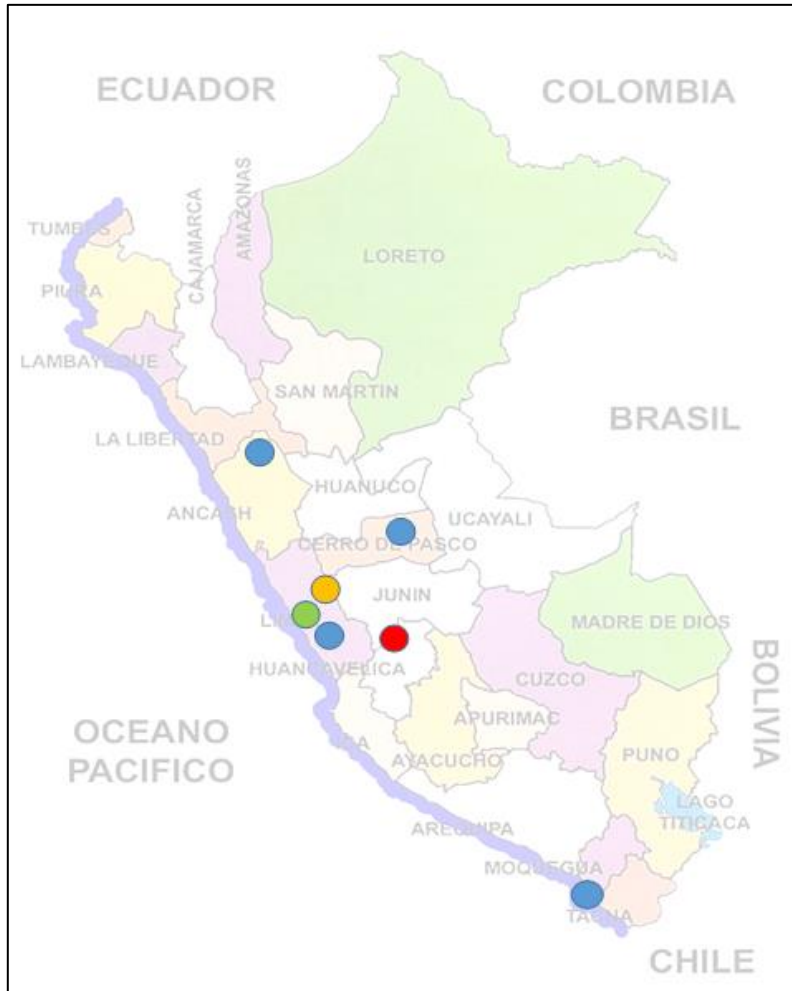 ECUADOR
COLOMBIA
TUMBES
CAJAMARCA
AMAZONAS
LORETO
PIURA
LAMBAYEQUE
SAN MARTIN
BRASIL
LA LIBERTAD
HUANUCO
ANCASH
UCAYALI
CERRO DE PASCO
JUNIN
MADRE DE DIOS
HUANCAVELICA
CUZCO
BOLIVIA
APURIMAC
OCEANO
PACIFICO
AYACUCHO
PUNO
LAGO
TITICACA
AREQUIPA
MOQUEGUA
TACNA
CHILE